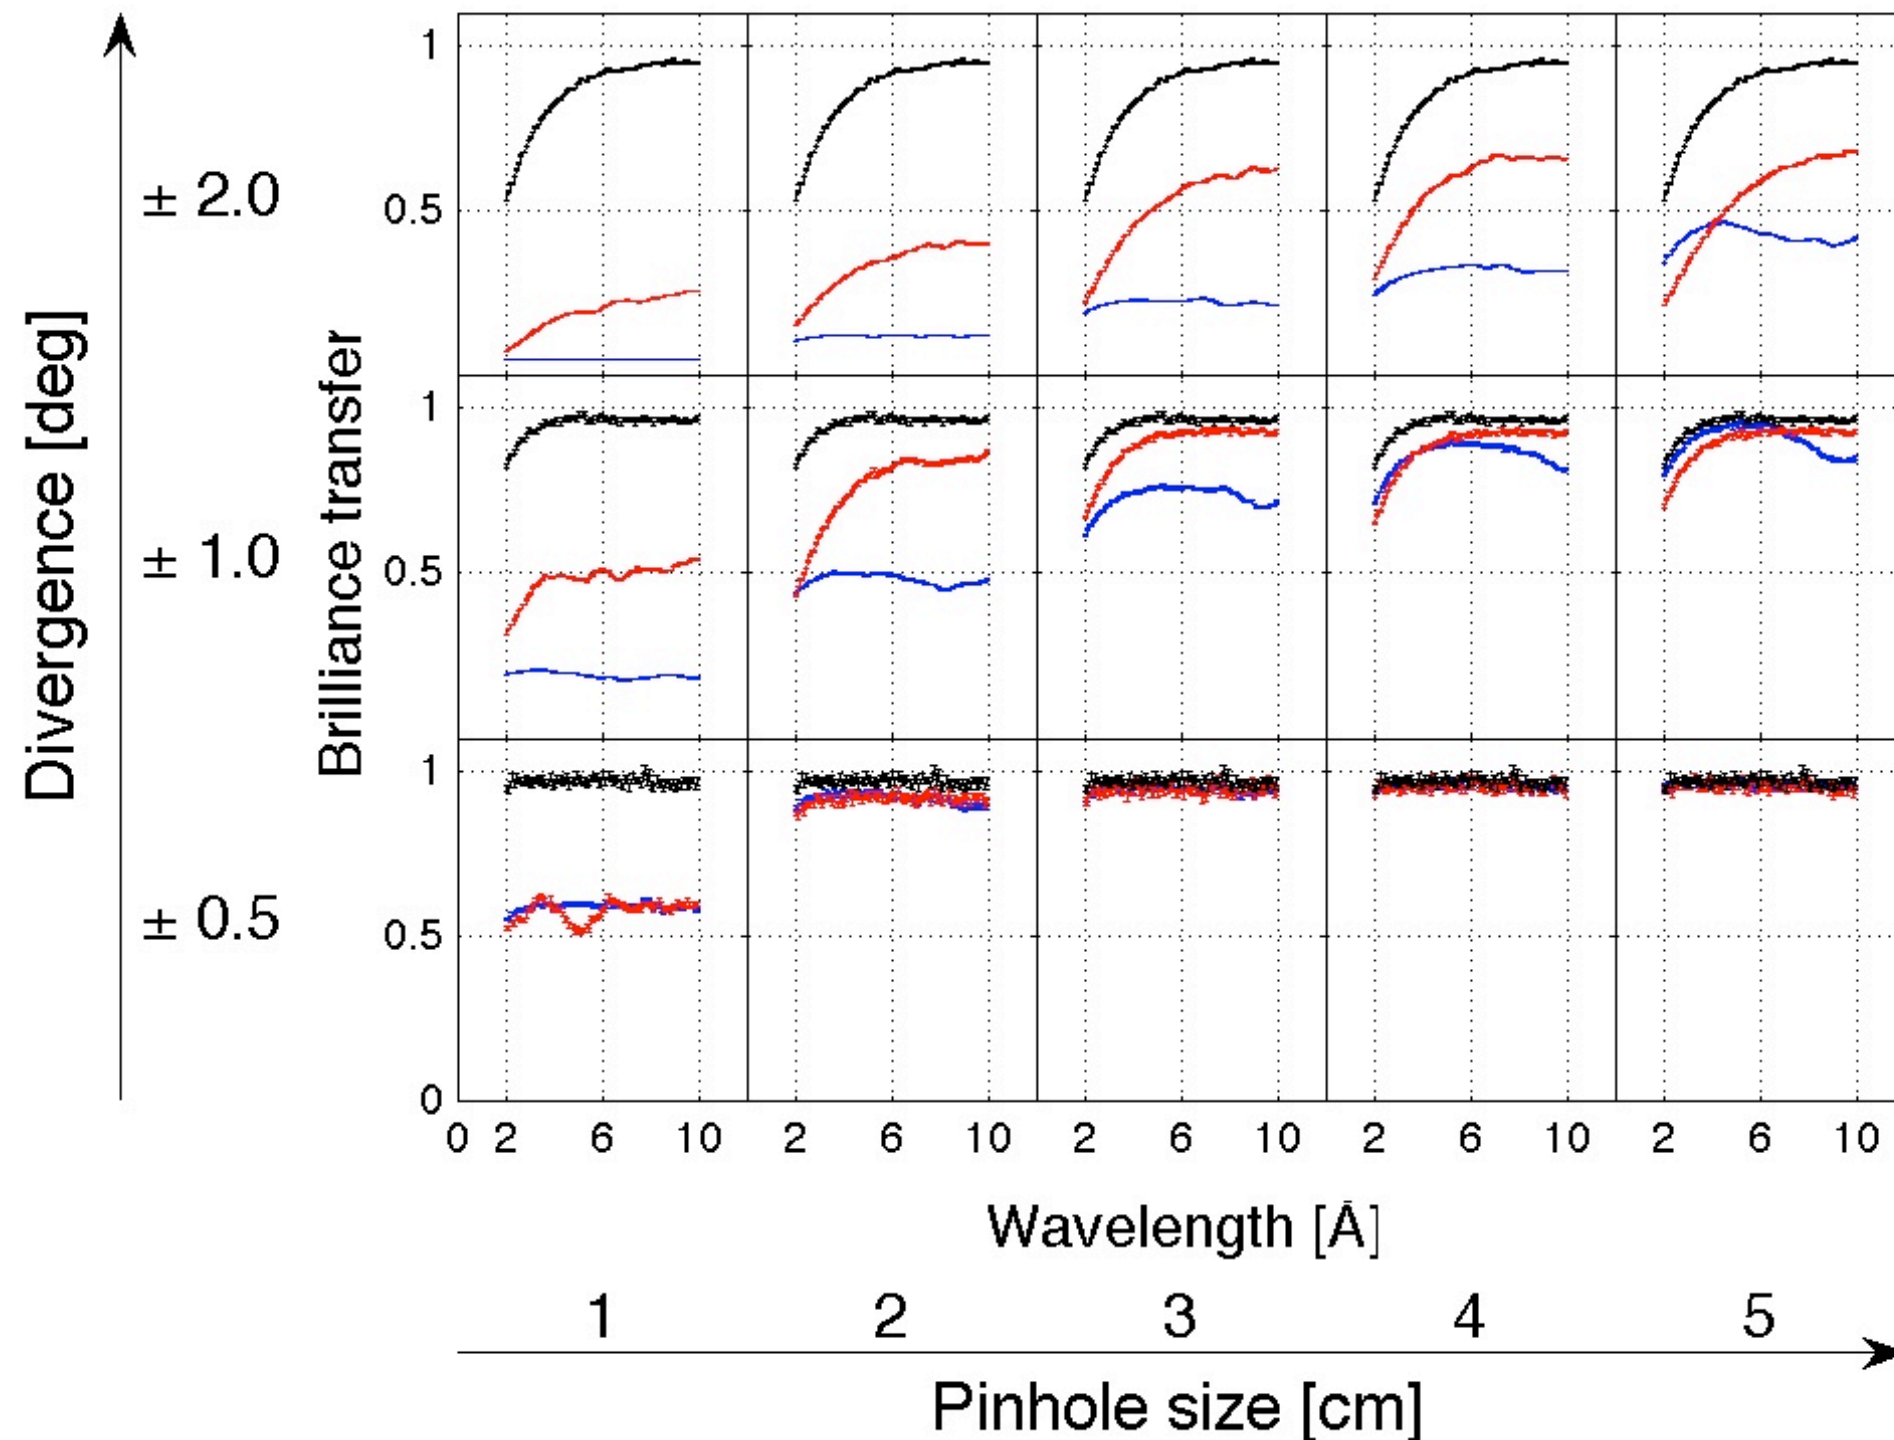 Divergence [deg]
± 2.0
± 1.0
± 0.5
Brilliance transfer
1
0.5
1
0.5
1
0.5
0
0 2 6 10 2 6 10 2 6 10 2 6 10 2 6 10
Wavelength [Å]
1 2 3 4 5
Pinhole size [cm]